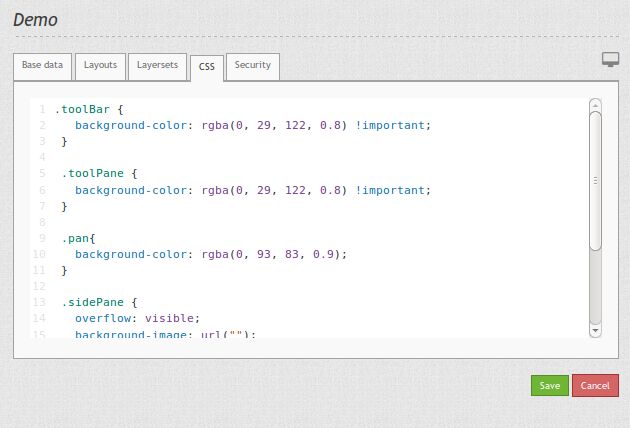 Demo
Base data Layouts Layersets CSS Security
1 .toolBar {
2 background-color: rgba(0, 29, 122, 0.8) !important;
3 }
4
5 .toolPane {
6 background-color: rgba(0, 29, 122, 0.8) !important;
7 }
8
9 .pan{
10 background-color: rgba(0, 93, 83, 0.9);
11 }
12
13 .sidePane {
14 overflow: visible;
15 background-image: url("");
Save Cancel